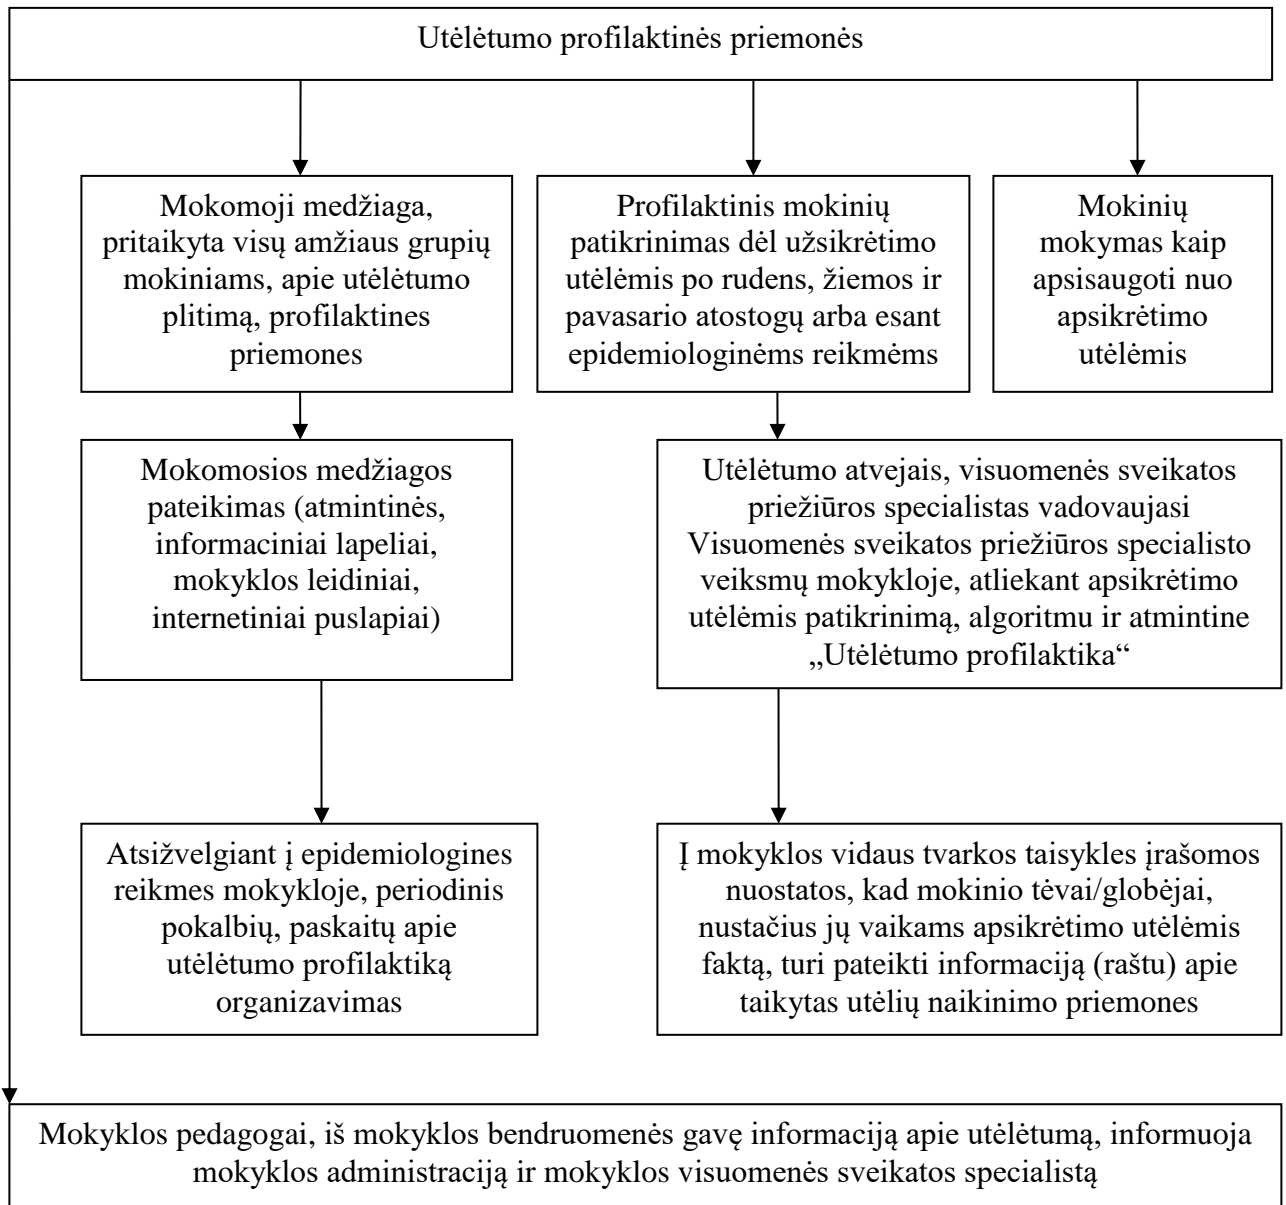 Utėlėtumo profilaktinės priemonės
Mokomoji medžiaga,
pritaikyta visų amžiaus grupių
mokiniams, apie utėlėtumo
plitimą, profilaktines
priemones
Profilaktinis mokinių
patikrinimas dėl užsikrėtimo
utėlėmis po rudens, žiemos ir
pavasario atostogų arba esant
epidemiologinėms reikmėms
Mokinių
mokymas kaip
apsisaugoti nuo
apsikrėtimo
utėlėmis
Mokomosios medžiagos
pateikimas (atmintinės,
informaciniai lapeliai,
mokyklos leidiniai,
internetiniai puslapiai)
Utėlėtumo atvejais, visuomenės sveikatos
priežiūros specialistas vadovaujasi
Visuomenės sveikatos priežiūros specialisto
veiksmų mokykloje, atliekant apsikrėtimo
utėlėmis patikrinimą, algoritmu ir atmintine
„Utėlėtumo profilaktika“
Atsižvelgiant į epidemiologines
reikmes mokykloje, periodinis
pokalbių, paskaitų apie
utėlėtumo profilaktiką
organizavimas
Į mokyklos vidaus tvarkos taisykles įrašomos
nuostatos, kad mokinio tėvai/globėjai,
nustačius jų vaikams apsikrėtimo utėlėmis
faktą, turi pateikti informaciją (raštu) apie
taikytas utėlių naikinimo priemones
Mokyklos pedagogai, iš mokyklos bendruomenės gavę informaciją apie utėlėtumą, informuoja
mokyklos administraciją ir mokyklos visuomenės sveikatos specialistą